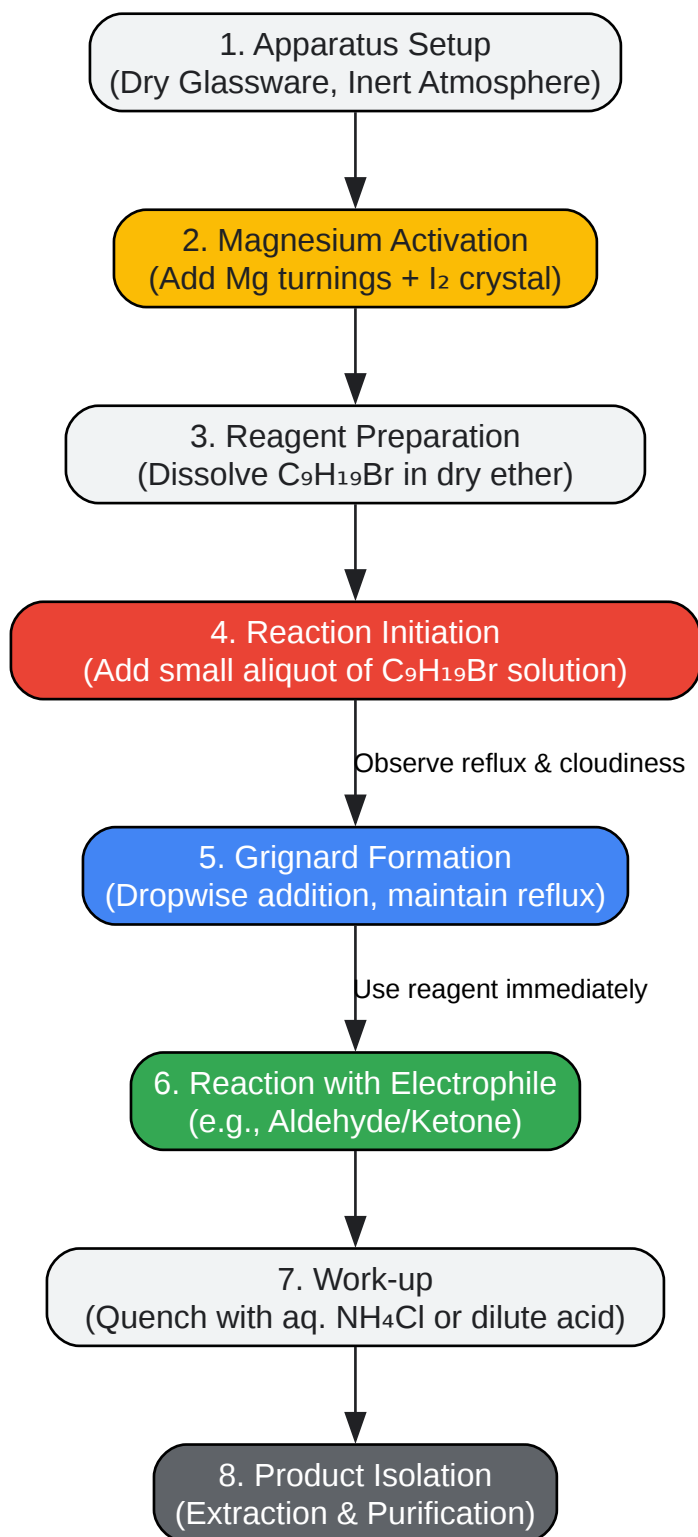 1. Apparatus Setup
(Dry Glassware, Inert Atmosphere)
2. Magnesium Activation
(Add Mg turnings + I₂ crystal)
3. Reagent Preparation
(Dissolve C₉H₁₉Br in dry ether)
4. Reaction Initiation
(Add small aliquot of C₉H₁₉Br solution)
Observe reflux & cloudiness
5. Grignard Formation
(Dropwise addition, maintain reflux)
Use reagent immediately
6. Reaction with Electrophile
(e.g., Aldehyde/Ketone)
7. Work-up
(Quench with aq. NH₄Cl or dilute acid)
8. Product Isolation
(Extraction & Purification)